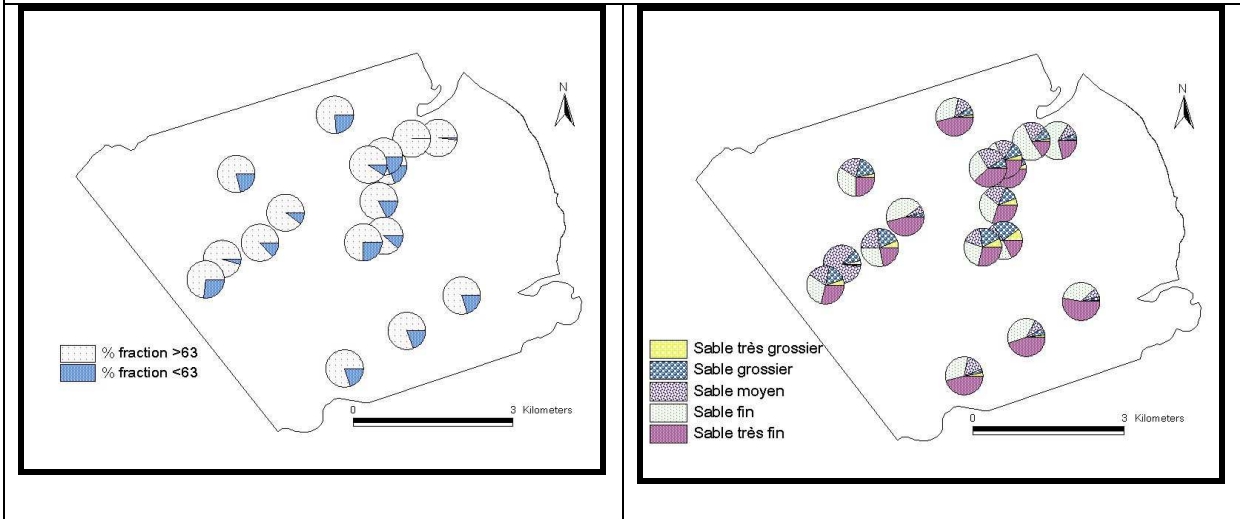 N
% fraction >63
% fraction <63
0 3 Kilometers
N
Sable très grossier
Sable grossier
Sable moyen
Sable fin
Sable très fin
0 3 Kilometers